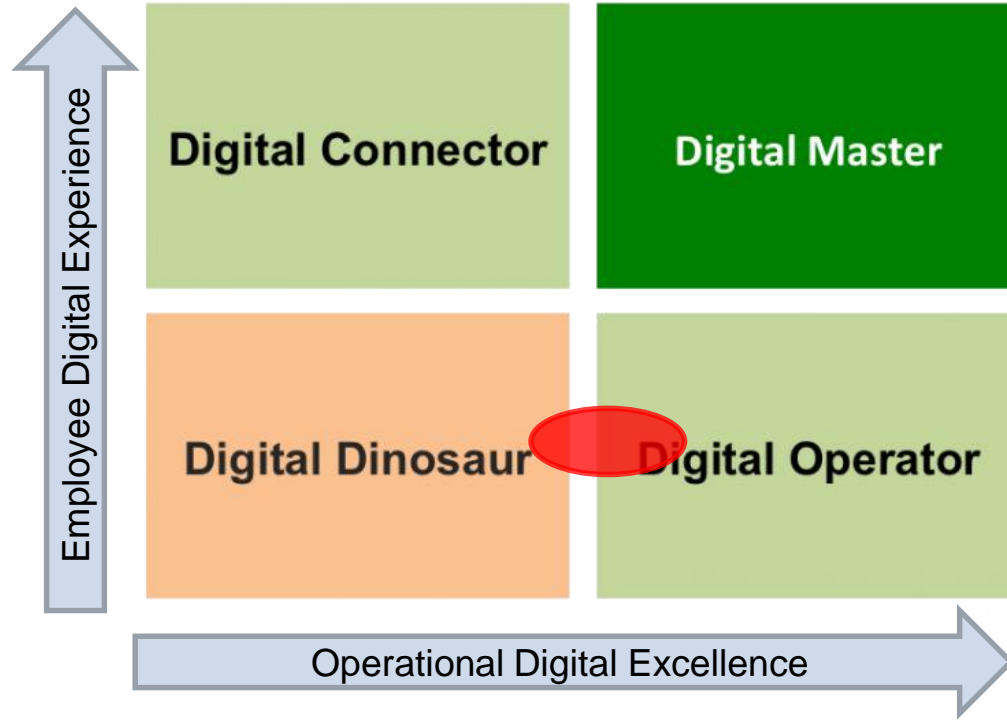 Employee Digital Experience
Digital Connector
Digital Master
Digital Dinosaur
Digital Operator
Operational Digital Excellence